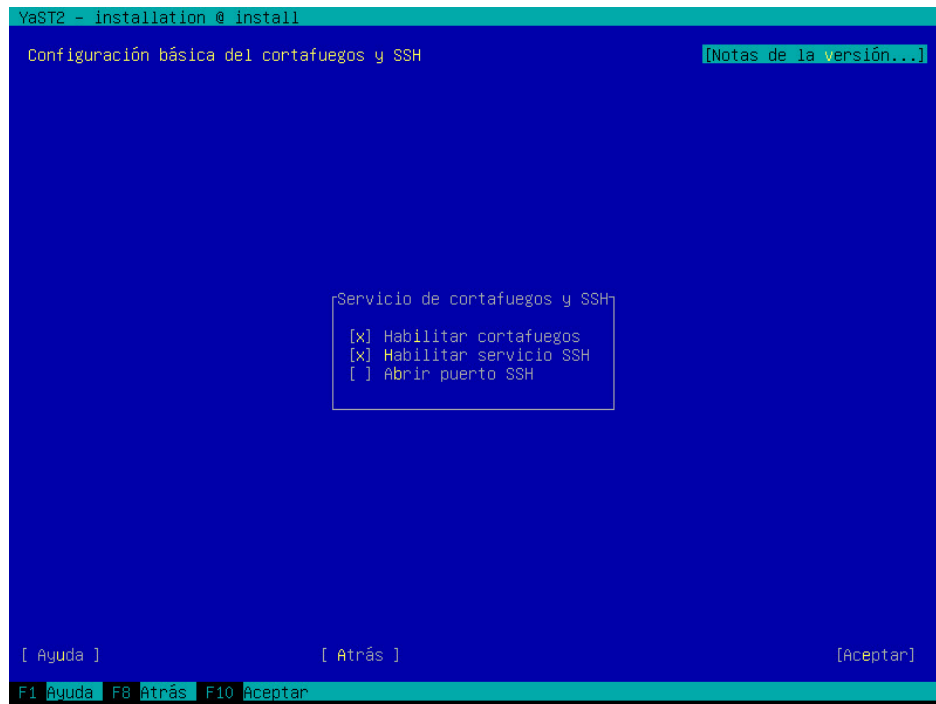 YaST2 – installation @ install
Configuración básica del cortafuegos y SSH [Notas de la versión...]
Servicio de cortafuegos y SSH
[x] Habilitar cortafuegos
[x] Habilitar servicio SSH
[ ] Abrir puerto SSH
[ Ayuda ] [ Atrás ] [Aceptar]
F1 Ayuda F8 Atrás F10 Aceptar